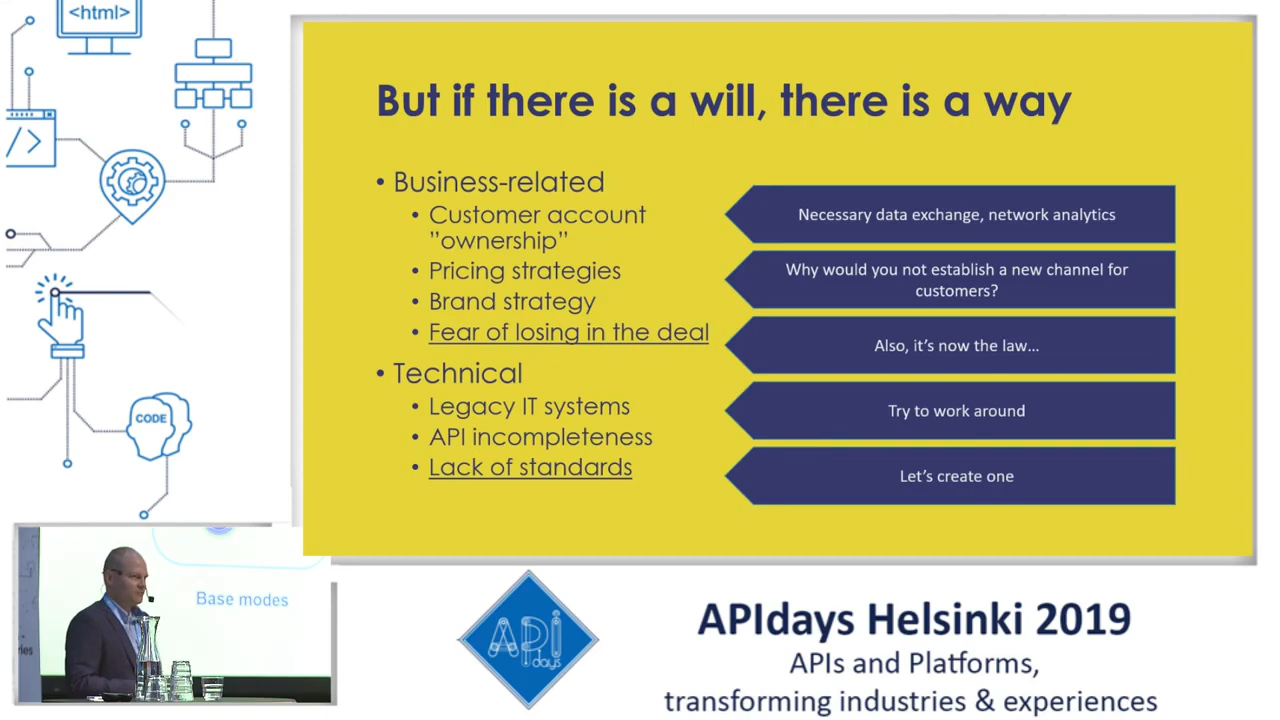 <html>
</>
CODE
But if there is a will, there is a way
• Business-related
• Customer account
”ownership”
• Pricing strategies
• Brand strategy
• Fear of losing in the deal
• Technical
• Legacy IT systems
• API incompleteness
• Lack of standards
Necessary data exchange, network analytics
Why would you not establish a new channel for
customers?
Also, it’s now the law…
Try to work around
Let’s create one
Base modes
API
days
APIdays Helsinki 2019
APIs and Platforms,
transforming industries & experiences